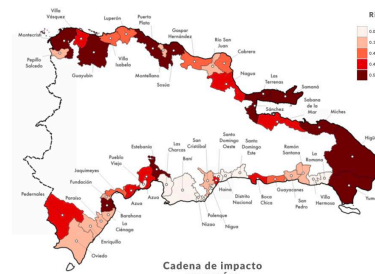 Villa
Vásquez
Luperón
Puerto
Plata
Gaspar
Hernández
Río San
Juan
Montecristi
Cabrera
Nagua
Las
Terrenas
Samaná
Pepillo
Salcedo
Guayubín
Villa
Isabela
Montellano
Sosúa
Sánchez
Sabana
de la
Mar
Miches
Estebanía
Las
Charcas
Baní
San
Cristóbal
Santo
Domingo
Oeste
Santo
Domingo
Este
Ramón
Santana
La
Romana
Jaquimeyes
Pueblo
Viejo
Fundación
Pedernales
Paraíso
Azua
Azua
Haina
Distrito
Nacional
Boca
Chica
Guayacanes
San
Pedro
Villa
Hermosa
Barahona
La
Ciénaga
Enriquillo
Oviedo
Palenque
Nizao
Nigua
Cadena de impacto